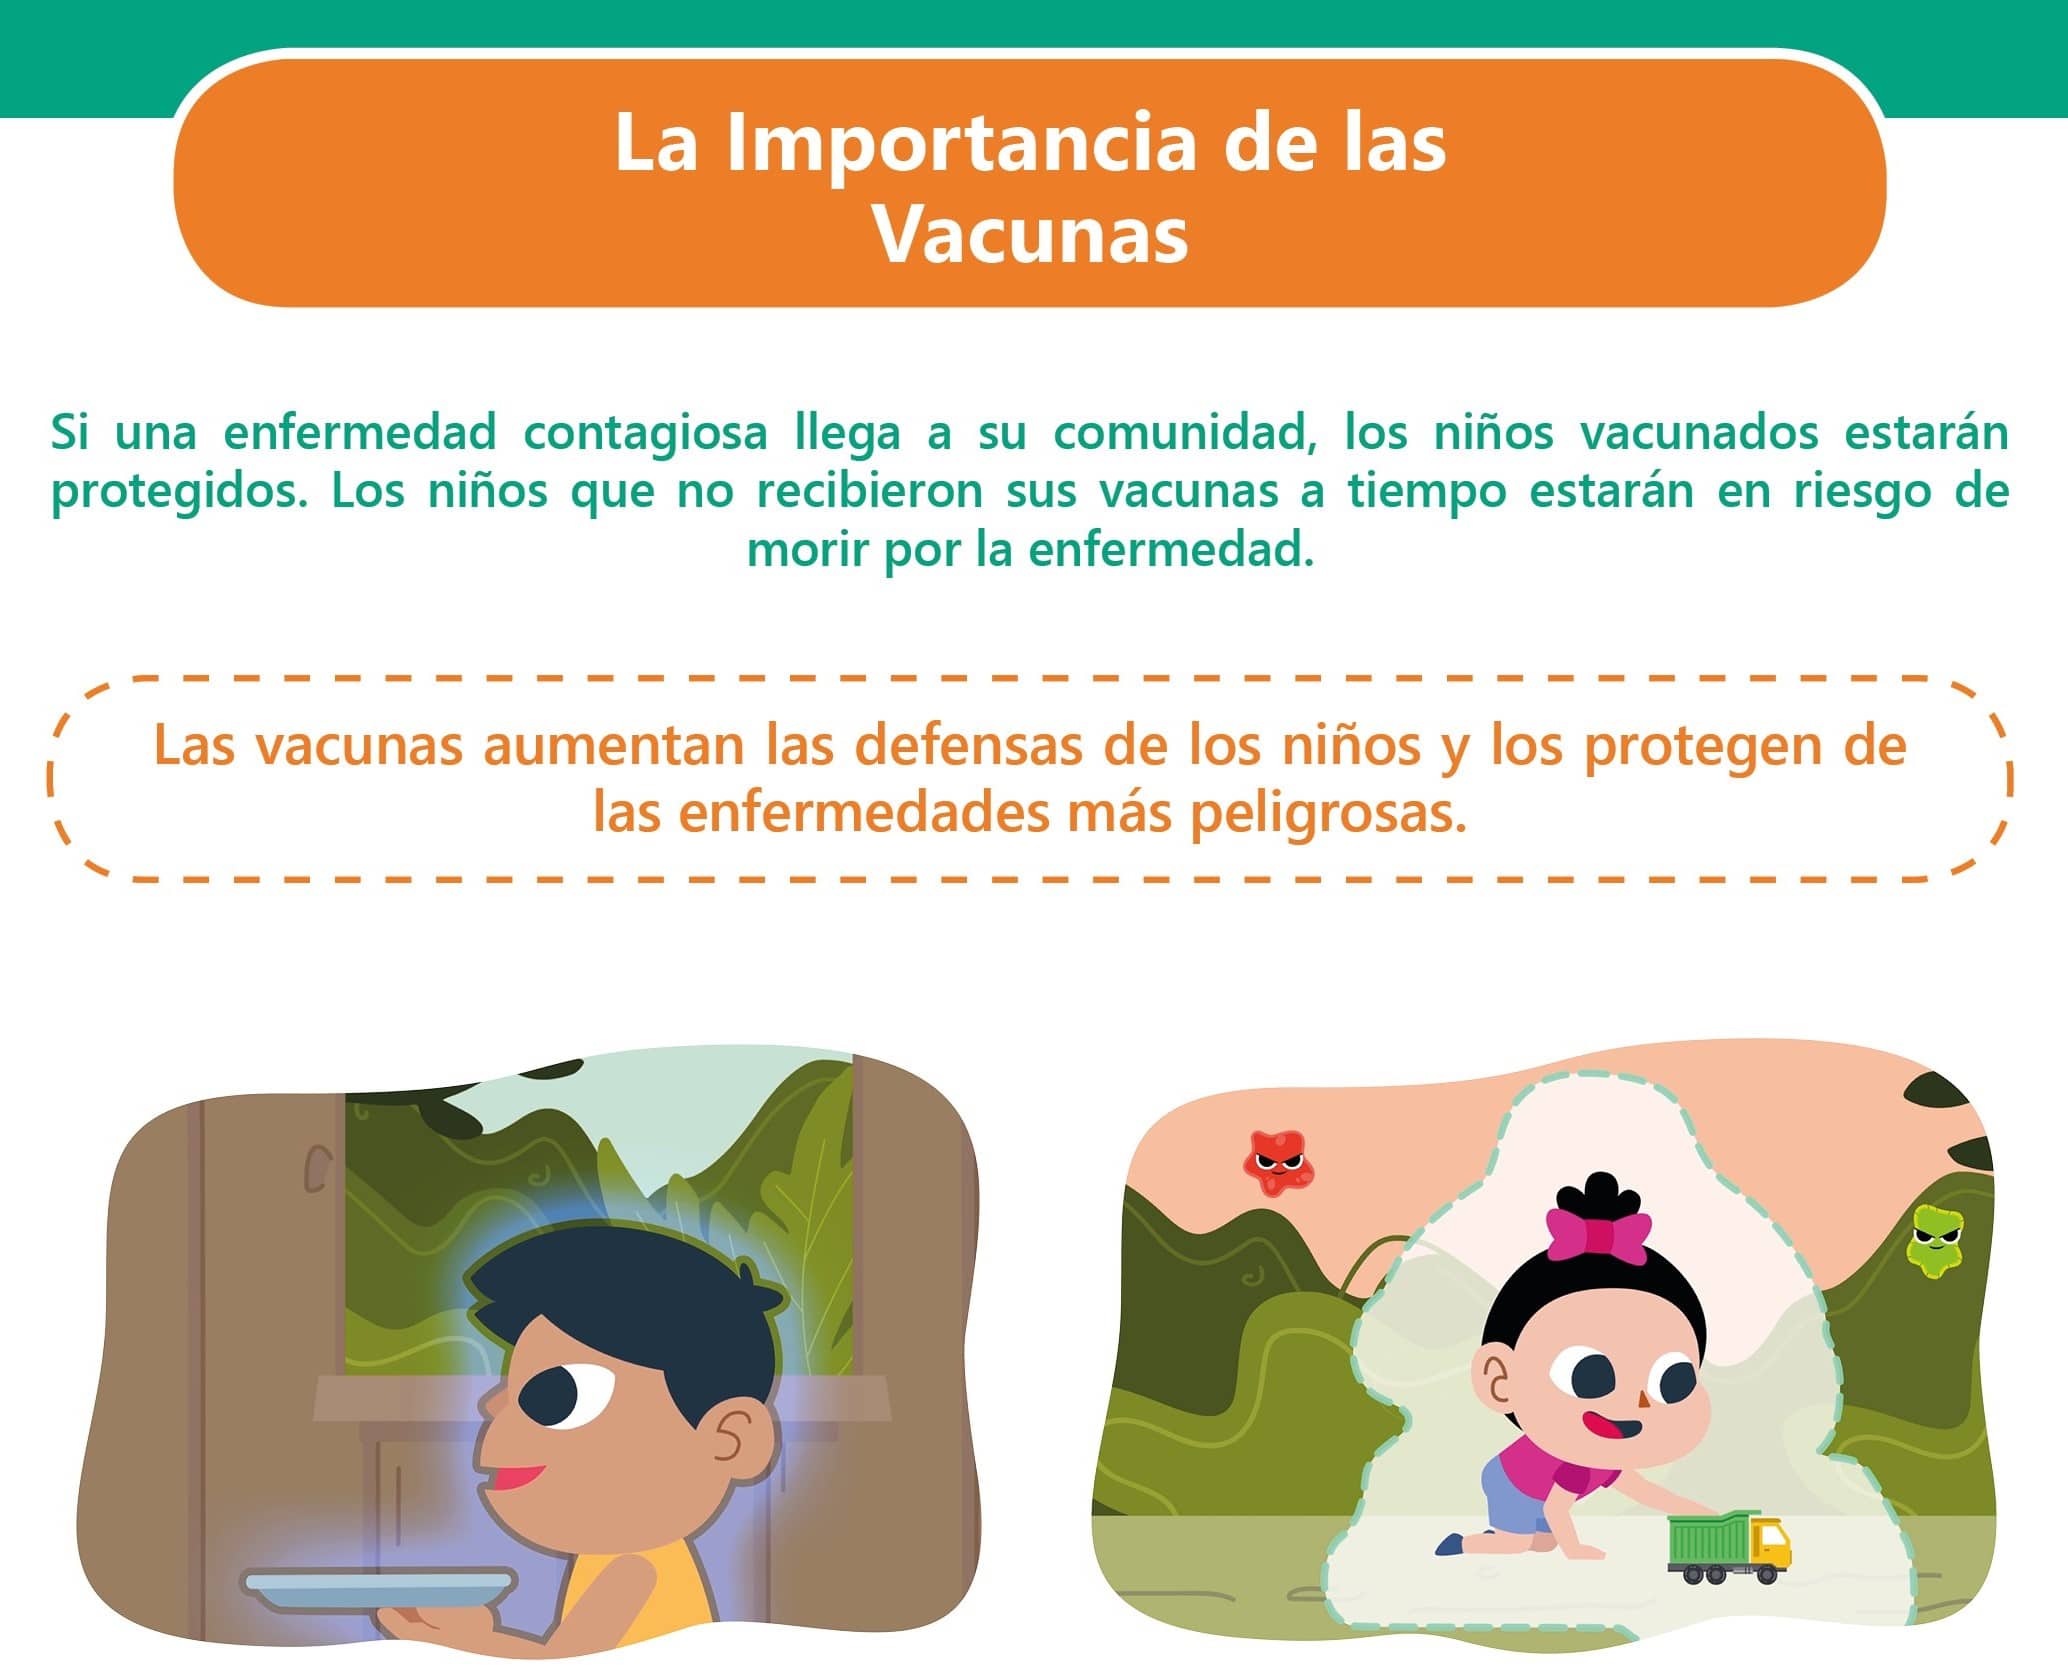 La Importancia de las
Vacunas
Si una enfermedad contagiosa llega a su comunidad, los niños vacunados estarán
protegidos. Los niños que no recibieron sus vacunas a tiempo estarán en riesgo de
morir por la enfermedad.
Las vacunas aumentan las defensas de los niños y los protegen de
las enfermedades más peligrosas.